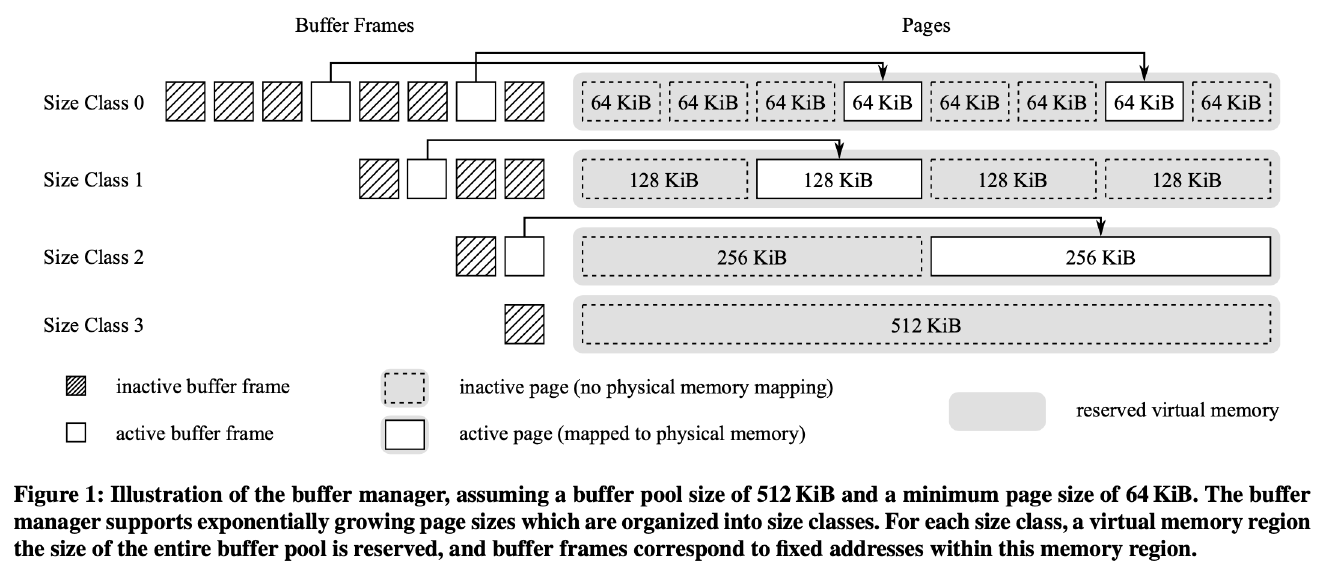 Buffer Frames Pages
Size Class 0 64 KiB 64 KiB 64 KiB 64 KiB 64 KiB 64 KiB 64 KiB 64 KiB
Size Class 1 128 KiB 128 KiB 128 KiB 128 KiB
Size Class 2 256 KiB 256 KiB
Size Class 3 512 KiB
inactive buffer frame inactive page (no physical memory mapping)
reserved virtual memory
active buffer frame active page (mapped to physical memory)
Figure 1: Illustration of the buffer manager, assuming a buffer pool size of 512 KiB and a minimum page size of 64 KiB. The buffer
manager supports exponentially growing page sizes which are organized into size classes. For each size class, a virtual memory region
the size of the entire buffer pool is reserved, and buffer frames correspond to fixed addresses within this memory region.